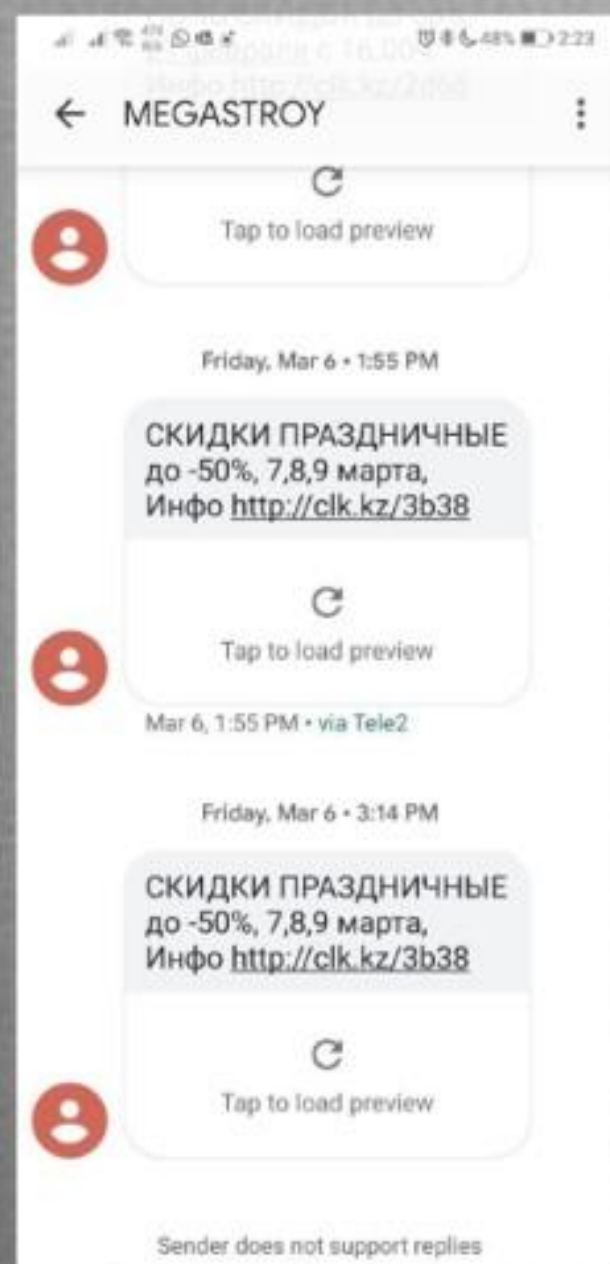 48% 2:23
MEGASTROY
Tap to load preview
Friday, Mar 6 • 1:55 PM
СКИДКИ ПРАЗДНИЧНЫЕ
до -50%, 7,8,9 марта,
Инфо http://clk.kz/3b38
Tap to load preview
Mar 6, 1:55 PM • via Tele2
Friday, Mar 6 • 3:14 PM
СКИДКИ ПРАЗДНИЧНЫЕ
до -50%, 7,8,9 марта,
Инфо http://clk.kz/3b38
Tap to load preview
Sender does not support replies